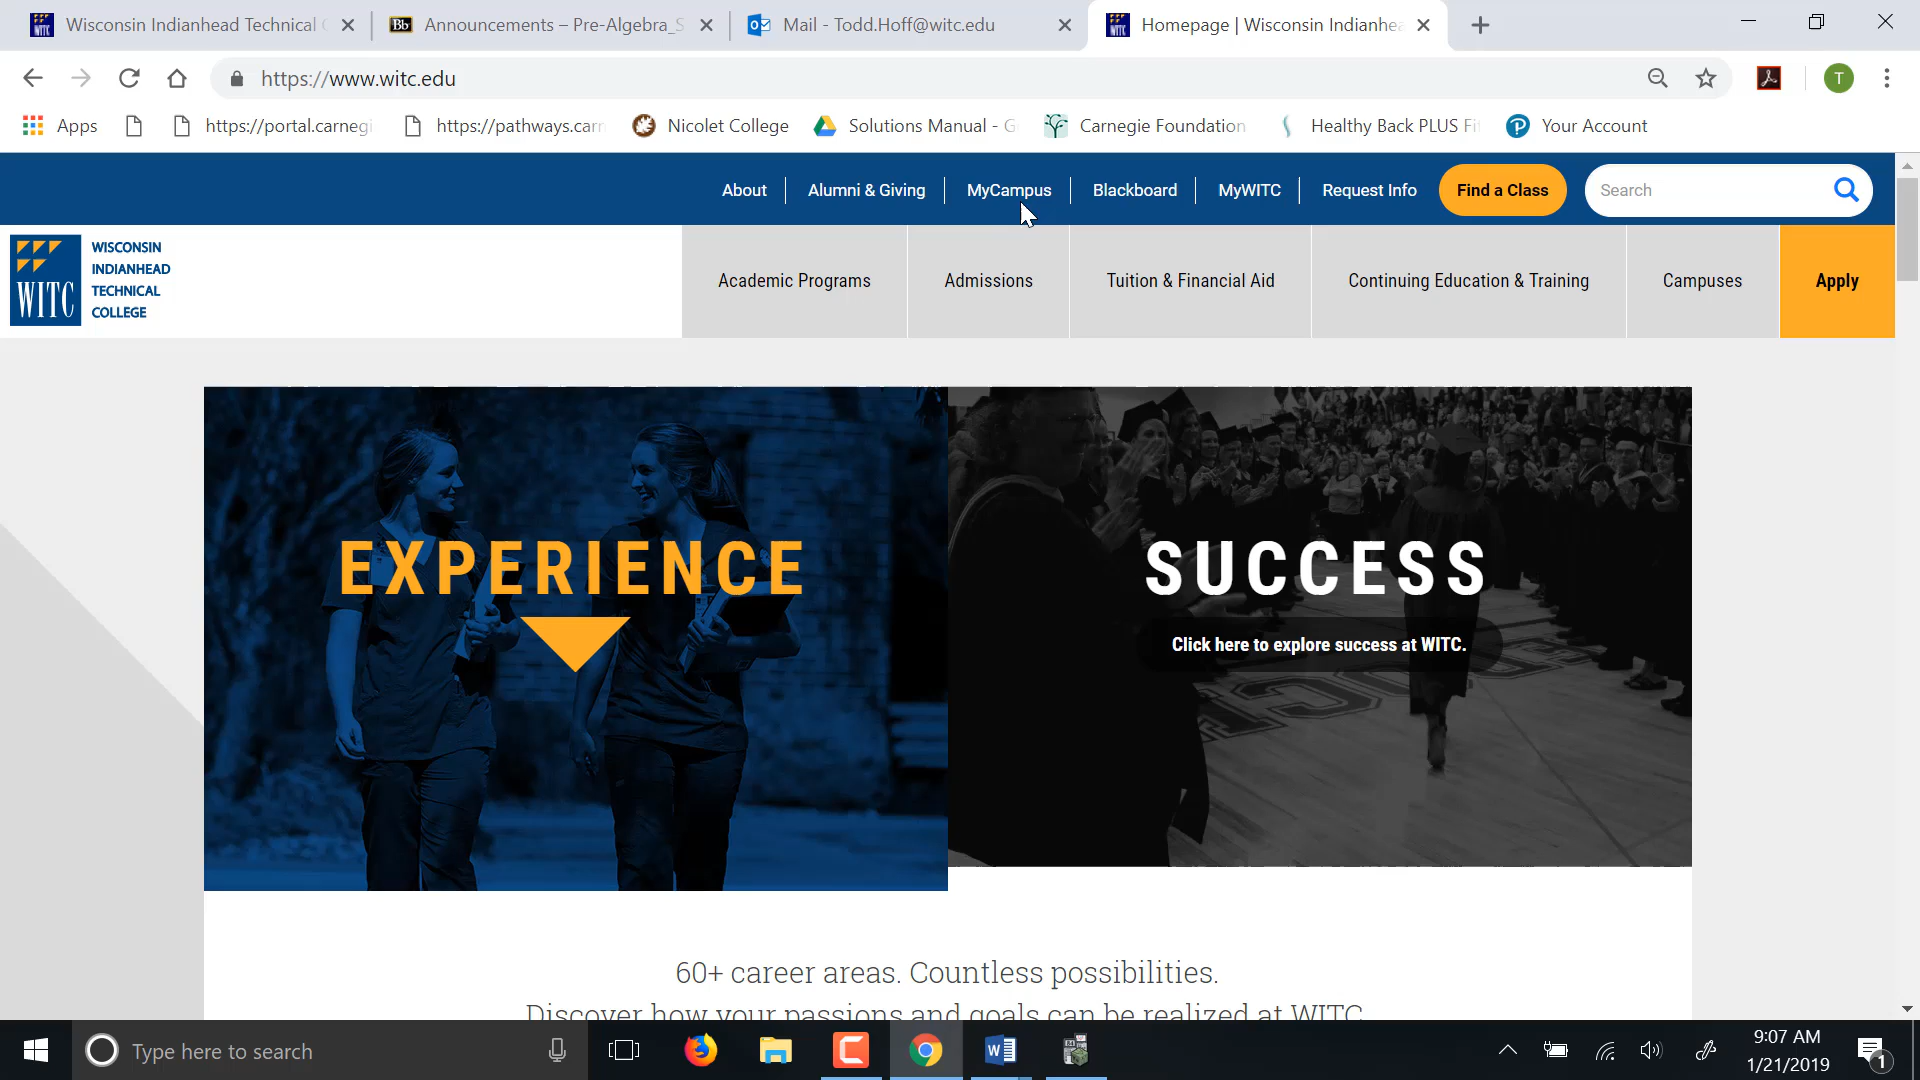 Wisconsin Indianhead Technical
Announcements – Pre-Algebra_S
Mail - Todd.Hoff@witc.edu
Homepage | Wisconsin Indianhea
https://www.witc.edu
T
Apps
https://portal.carnegi
https://pathways.carn
Nicolet College
Solutions Manual - G
Carnegie Foundation
Healthy Back PLUS Fi
Your Account
About
Alumni & Giving
MyCampus
Blackboard
MyWITC
Request Info
Find a Class
Search
WITC
WISCONSIN
INDIANHEAD
TECHNICAL
COLLEGE
Academic Programs
Admissions
Tuition & Financial Aid
Continuing Education & Training
Campuses
Apply
EXPERIENCE
SUCCESS
Click here to explore success at WITC.
60+ career areas. Countless possibilities.
Discover how your passions and goals can be realized at WITC
Type here to search
9:07 AM
1/21/2019
1